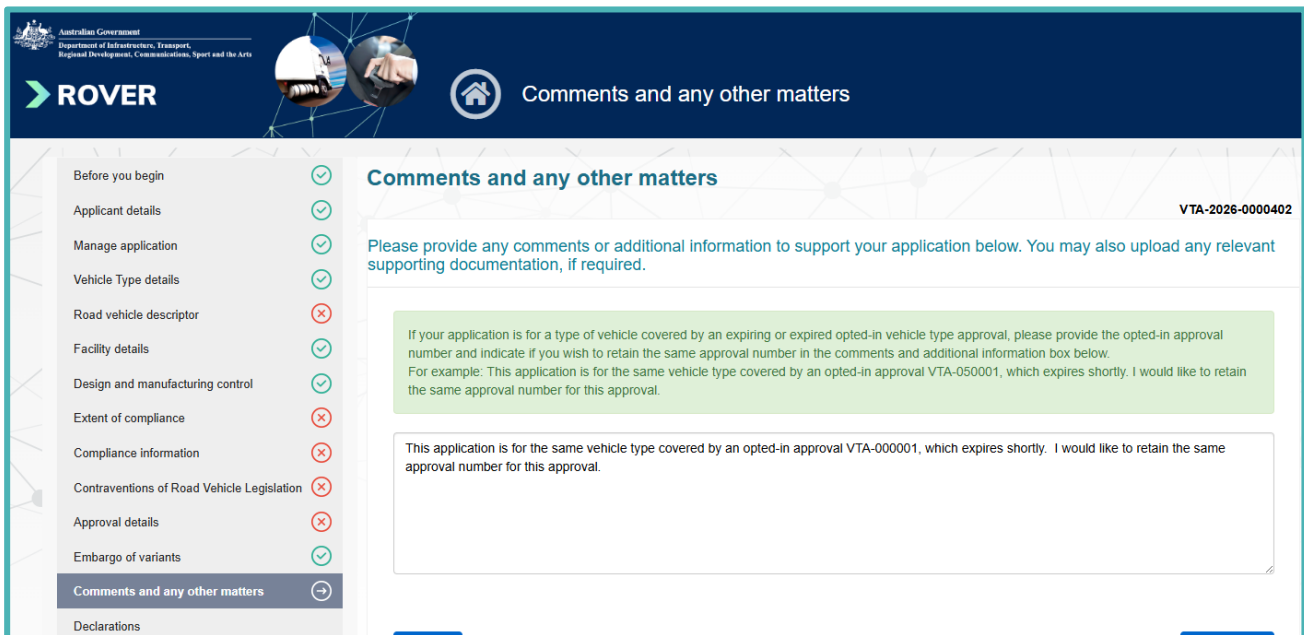 Australian Government
Department of Infrastructure, Transport,
Regional Development, Communications, Sport and the Arts
ROVER
Comments and any other matters
Before you begin
Applicant details
Manage application
Vehicle Type details
Road vehicle descriptor
Facility details
Design and manufacturing control
Extent of compliance
Compliance information
Contraventions of Road Vehicle Legislation
Approval details
Embargo of variants
Comments and any other matters
Declarations
Comments and any other matters
VTA-2026-0000402
Please provide any comments or additional information to support your application below. You may also upload any relevant
supporting documentation, if required.
If your application is for a type of vehicle covered by an expiring or expired opted-in vehicle type approval, please provide the opted-in approval
number and indicate if you wish to retain the same approval number in the comments and additional information box below.
For example: This application is for the same vehicle type covered by an opted-in approval VTA-050001, which expires shortly. I would like to retain
the same approval number for this approval.
This application is for the same vehicle type covered by an opted-in approval VTA-000001, which expires shortly.  I would like to retain the same
approval number for this approval.